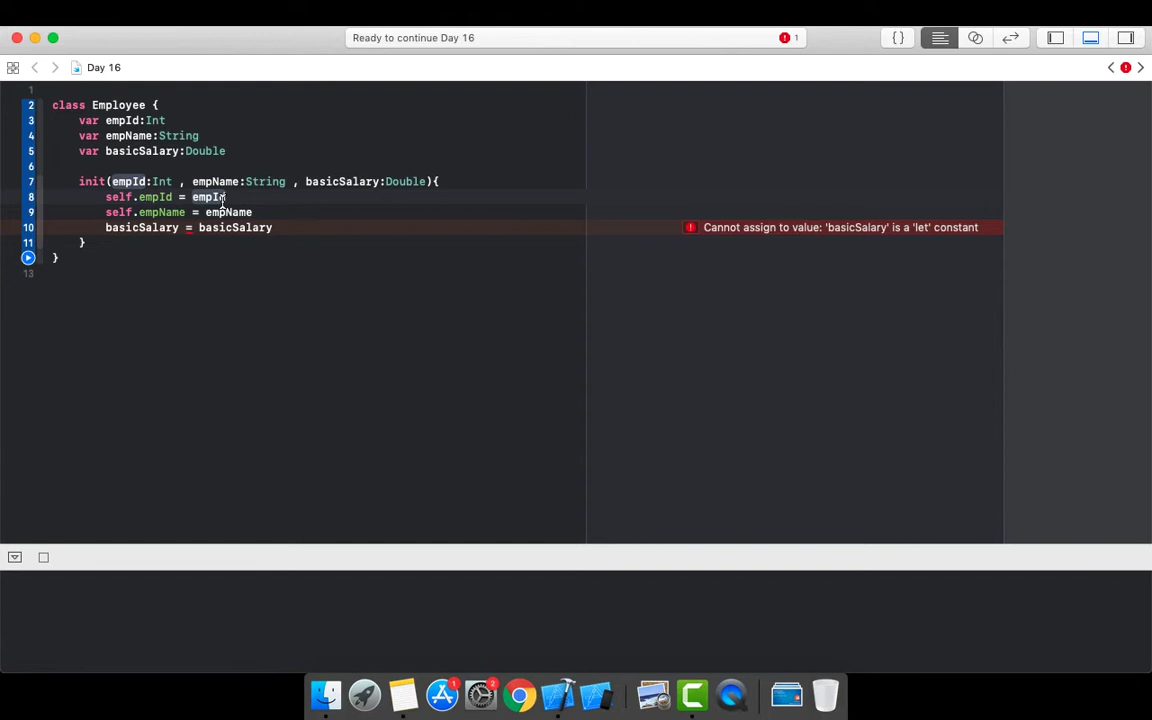 Ready to continue Day 16
1
{ }
Day 16
1
2 class Employee {
3 var empId:Int
4 var empName:String
5 var basicSalary:Double
6
7 init(empId:Int , empName:String , basicSalary:Double){
8 self.empId = empId
9 self.empName = empName
10 basicSalary = basicSalary
Cannot assign to value: 'basicSalary' is a 'let' constant
11 }
}
13
1
2